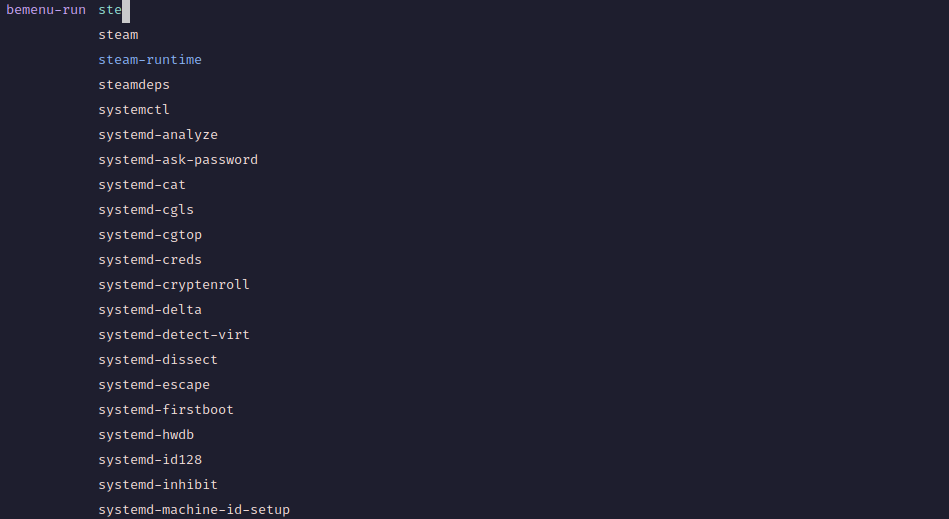 bemenu-run ste
steam
steam-runtime
steamdeps
systemctl
systemd-analyze
systemd-ask-password
systemd-cat
systemd-cgls
systemd-cgtop
systemd-creds
systemd-cryptenroll
systemd-delta
systemd-detect-virt
systemd-dissect
systemd-escape
systemd-firstboot
systemd-hwdb
systemd-id128
systemd-inhibit
systemd-machine-id-setup